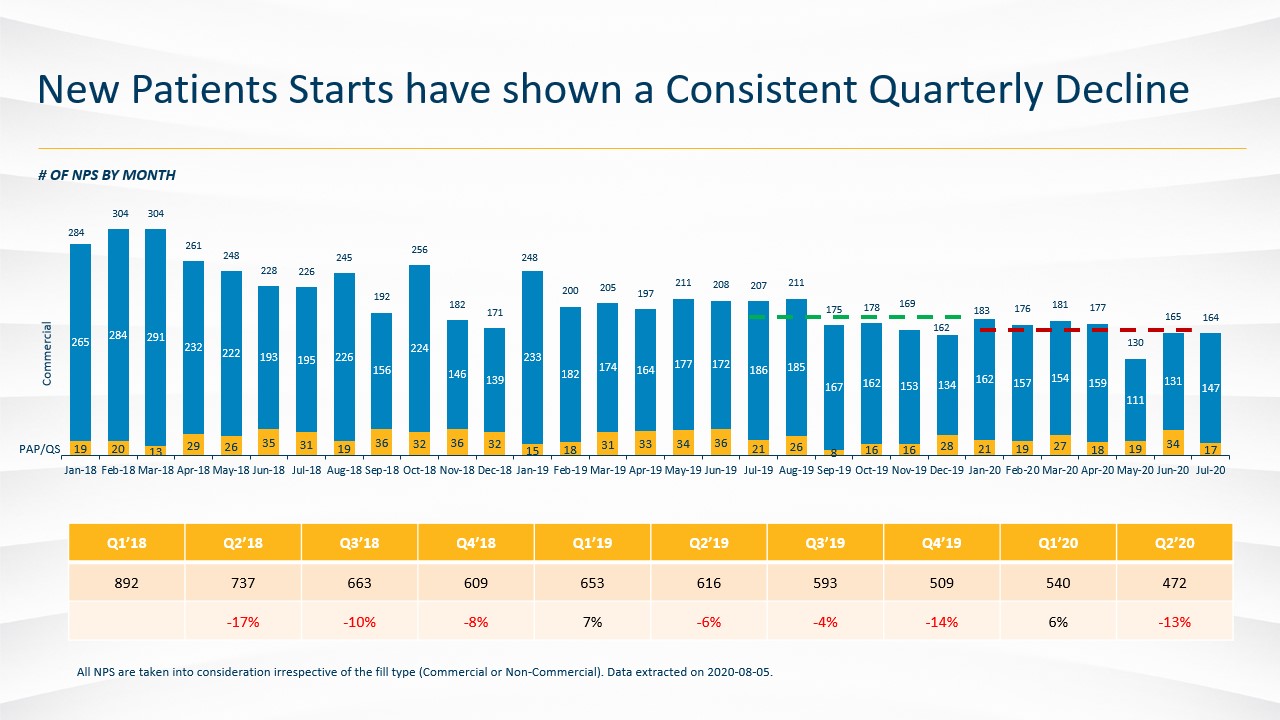 New Patients Starts have shown a Consistent Quarterly Decline
# OF NPS BY MONTH
284 304 304 261 248 228 226 245 192 256 182 171 248 200 205 197 211 208 207 211 175 178 169 162 183 176 181 177 130 165 164
Commercial
265 284 291 232 222 193 195 226 156 224 146 139 233 182 174 164 177 172 186 185 167 162 153 134 162 157 154 159 111 131 147
PAP/QS
19 20 13 29 26 35 31 19 36 32 36 32 15 18 31 33 34 36 21 26 8 16 16 28 21 19 27 18 19 34 17
Jan-18 Feb-18 Mar-18 Apr-18 May-18 Jun-18 Jul-18 Aug-18 Sep-18 Oct-18 Nov-18 Dec-18 Jan-19 Feb-19 Mar-19 Apr-19 May-19 Jun-19 Jul-19 Aug-19 Sep-19 Oct-19 Nov-19 Dec-19 Jan-20 Feb-20 Mar-20 Apr-20 May-20 Jun-20 Jul-20
Q1’18 Q2’18 Q3’18 Q4’18 Q1’19 Q2’19 Q3’19 Q4’19 Q1’20 Q2’20
892 737 663 609 653 616 593 509 540 472
-17% -10% -8% 7% -6% -4% -14% 6% -13%
All NPS are taken into consideration irrespective of the fill type (Commercial or Non-Commercial). Data extracted on 2020-08-05.